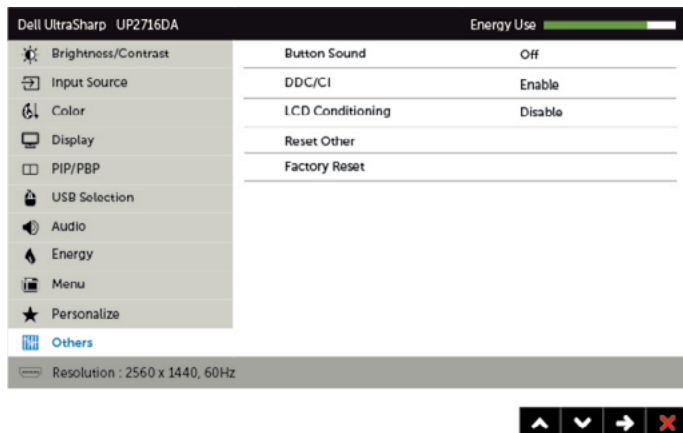 Dell UltraSharp UP2716DA Energy Use
Brightness/Contrast Button Sound Off
Input Source DDC/CI Enable
Color LCD Conditioning Disable
Display Reset Other
PIP/PBP Factory Reset
USB Selection
Audio
Energy
Menu
Personalize
Others
Resolution : 2560 x 1440, 60Hz